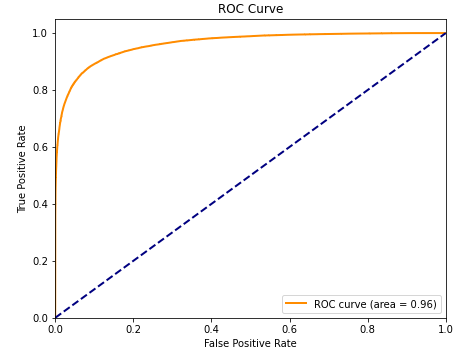 ROC Curve
1.0
0.8
0.6
0.4
0.2
0.0
True Positive Rate
ROC curve (area = 0.96)
0.0 0.2 0.4 0.6 0.8 1.0
False Positive Rate